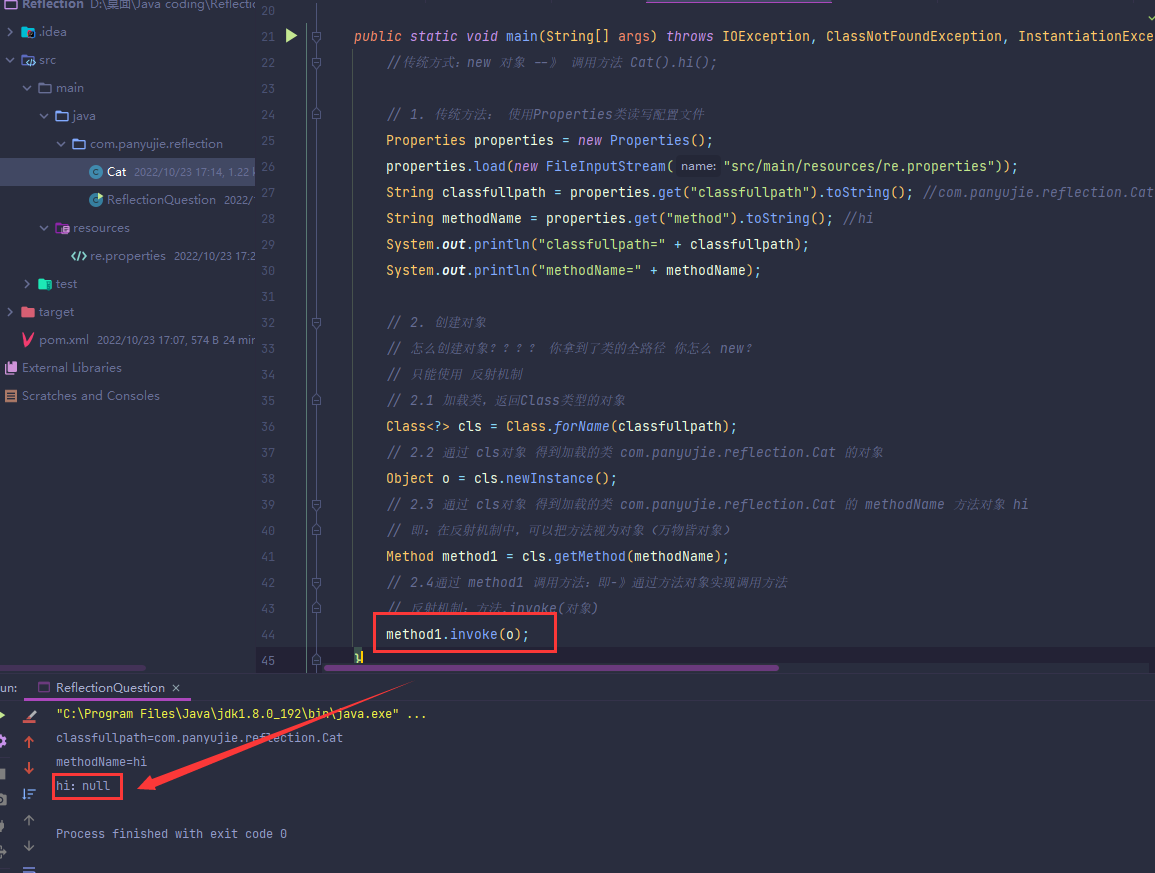 Reflection D:\桌面\Java coding\Reflectio
.idea
src
main
java
com.panyujie.reflection
Cat 2022/10/23 17:14, 1.22 k
ReflectionQuestion 2022/
resources
re.properties 2022/10/23 17:2
test
target
pom.xml 2022/10/23 17:07, 574 B 24 min
External Libraries
Scratches and Consoles
20
21 public static void main(String[] args) throws IOException, ClassNotFoundException, InstantiationExce
22 //传统方式：new 对象 --》 调用方法 Cat().hi();
23
24 // 1. 传统方法： 使用Properties类读写配置文件
25 Properties properties = new Properties();
26 properties.load(new FileInputStream( name: "src/main/resources/re.properties"));
27 String classfullpath = properties.get("classfullpath").toString(); //com.panyujie.reflection.Cat
28 String methodName = properties.get("method").toString(); //hi
29 System.out.println("classfullpath=" + classfullpath);
30 System.out.println("methodName=" + methodName);
31
32 // 2. 创建对象
33 // 怎么创建对象？？？？ 你拿到了类的全路径 你怎么 new?
34 // 只能使用 反射机制
35 // 2.1 加载类，返回Class类型的对象
36 Class<?> cls = Class.forName(classfullpath);
37 // 2.2 通过 cls对象 得到加载的类 com.panyujie.reflection.Cat 的对象
38 Object o = cls.newInstance();
39 // 2.3 通过 cls对象 得到加载的类 com.panyujie.reflection.Cat 的 methodName 方法对象 hi
40 // 即：在反射机制中，可以把方法视为对象（万物皆对象）
41 Method method1 = cls.getMethod(methodName);
42 // 2.4通过 method1 调用方法：即-》通过方法对象实现调用方法
43 // 反射机制：方法.invoke(对象)
44 method1.invoke(o);
45 }
un: ReflectionQuestion ×
"C:\Program Files\Java\jdk1.8.0_192\bin\java.exe" ...
classfullpath=com.panyujie.reflection.Cat
methodName=hi
hi：null
Process finished with exit code 0